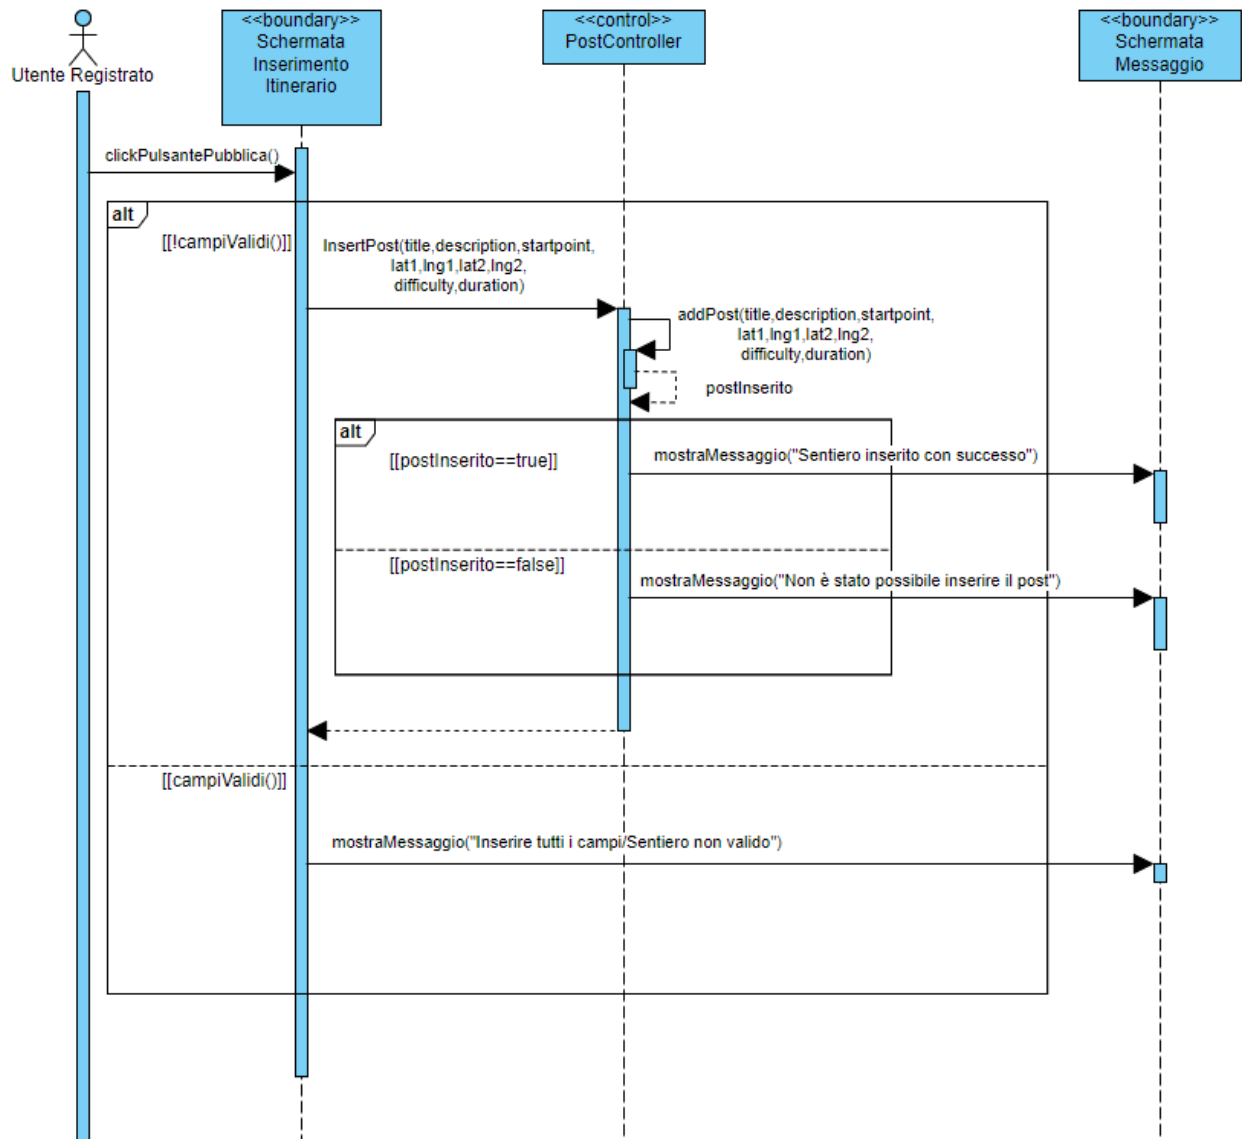 Utente Registrato
<<boundary>>
Schermata
Inserimento
Itinerario
<<control>>
PostController
<<boundary>>
Schermata
Messaggio
clickPulsantePubblica()
alt
[[!campiValidi()]]
InsertPost(title,description,startpoint,
lat1,lng1,lat2,lng2,
difficulty,duration)
addPost(title,description,startpoint,
lat1,lng1,lat2,lng2,
difficulty,duration)
postInserito
alt
[[postInserito==true]]
mostraMessaggio("Sentiero inserito con successo")
[[postInserito==false]]
mostraMessaggio("Non è stato possibile inserire il post")
[[campiValidi()]]
mostraMessaggio("Inserire tutti i campi/Sentiero non valido")